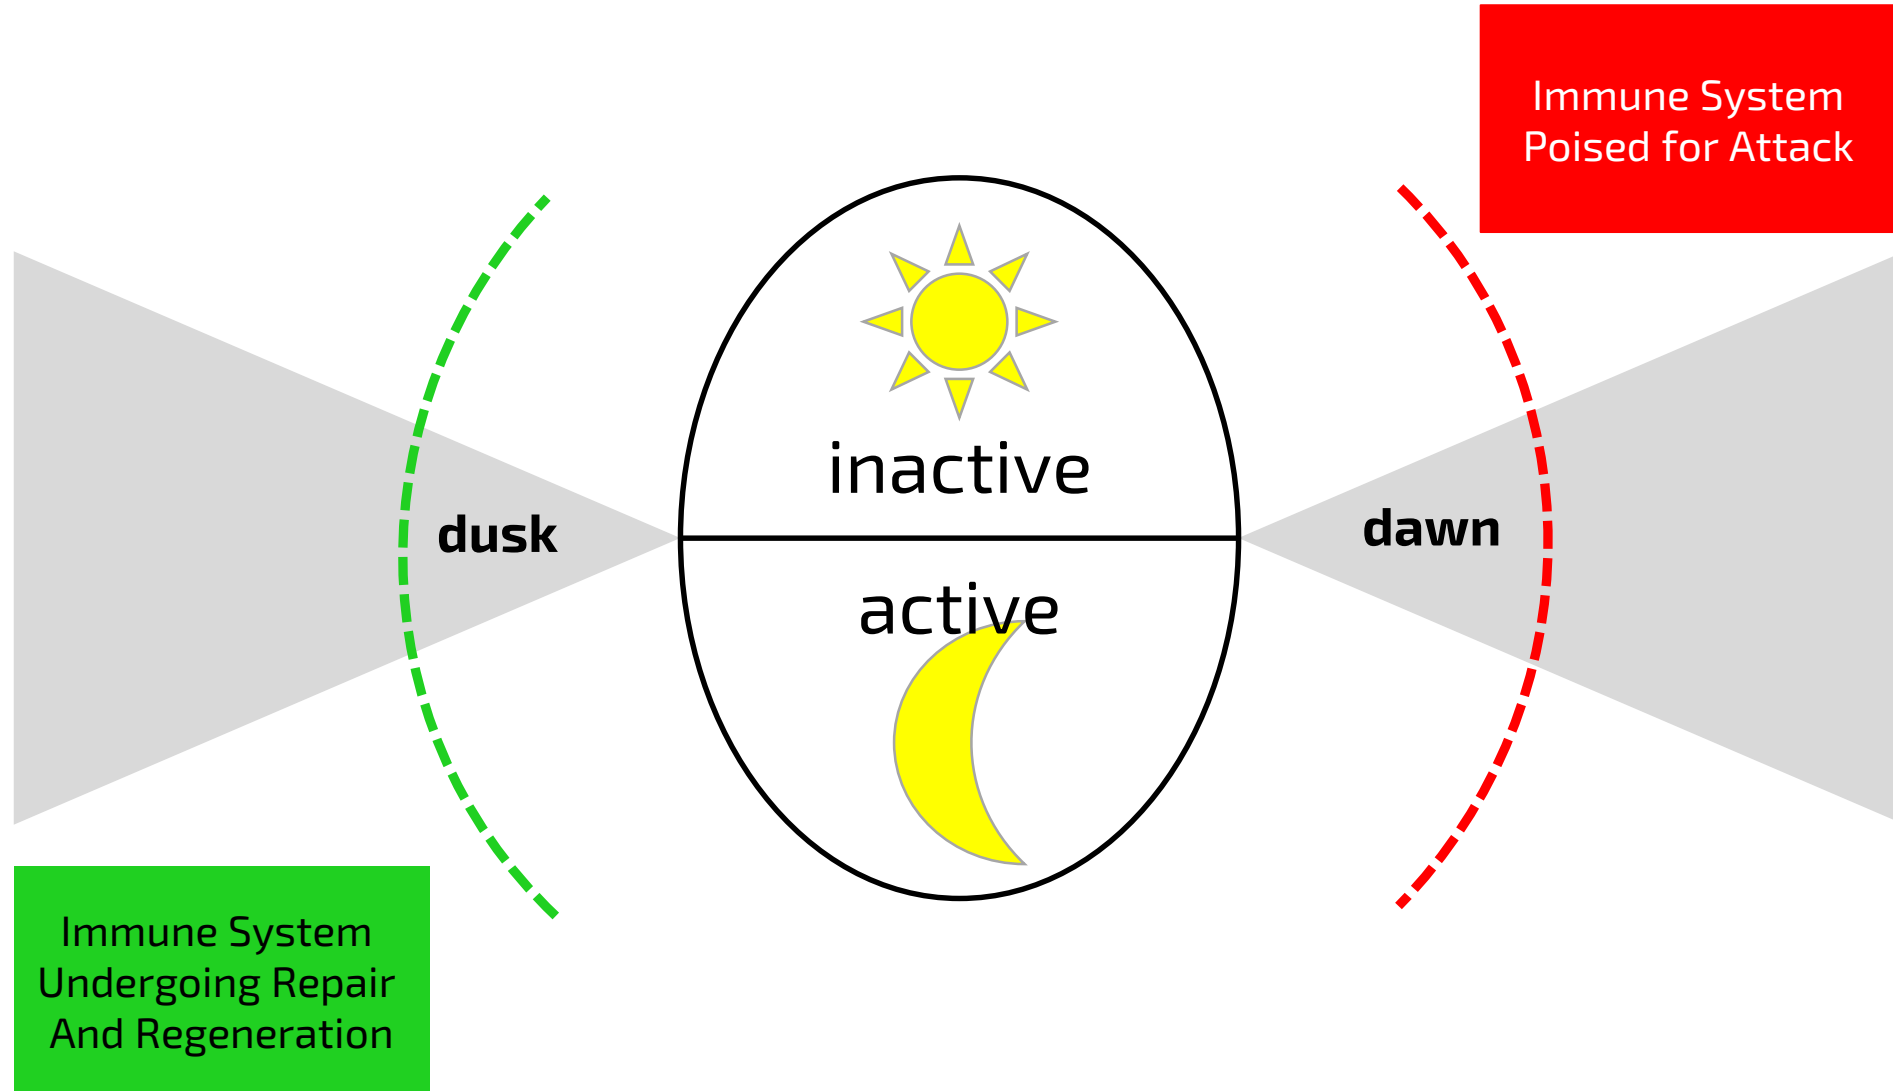 Immune System
Poised for Attack
inactive
dusk
dawn
active
Immune System
Undergoing Repair
And Regeneration